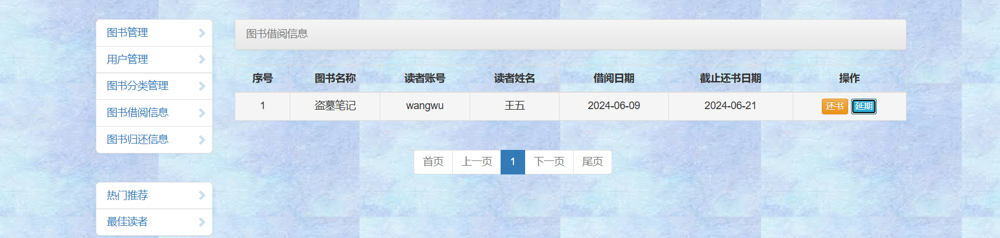 图书管理
用户管理
图书分类管理
图书借阅信息
图书归还信息
热门推荐
最佳读者
图书借阅信息
序号 图书名称 读者账号 读者姓名 借阅日期 截止还书日期 操作
1 盗墓笔记 wangwu 王五 2024-06-09 2024-06-21 还书 延期
首页 上一页 1 下一页 尾页